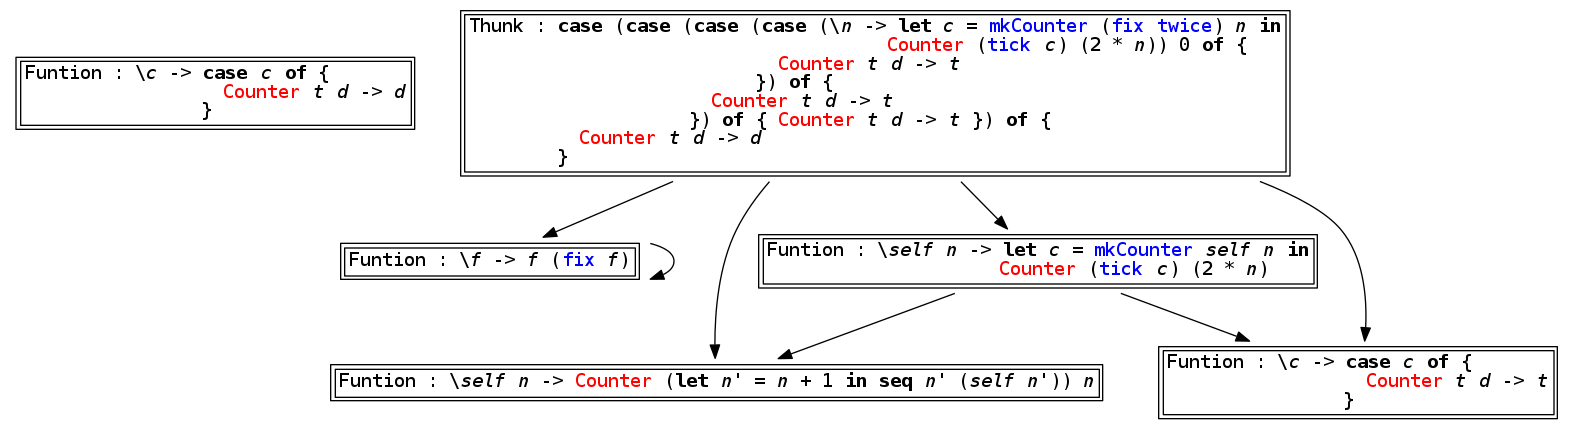 Funtion : \c -> case c of {
Counter t d -> d
}
Thunk : case (case (case (case (\n -> let c = mkCounter (fix twice) n in
Counter (tick c) (2 * n)) 0 of {
Counter t d -> t
}) of {
Counter t d -> t
}) of { Counter t d -> t }) of {
Counter t d -> d
}
Funtion : \f -> f (fix f)
Funtion : \self n -> let c = mkCounter self n in
Counter (tick c) (2 * n)
Funtion : \self n -> Counter (let n' = n + 1 in seq n' (self n')) n
Funtion : \c -> case c of {
Counter t d -> t
}